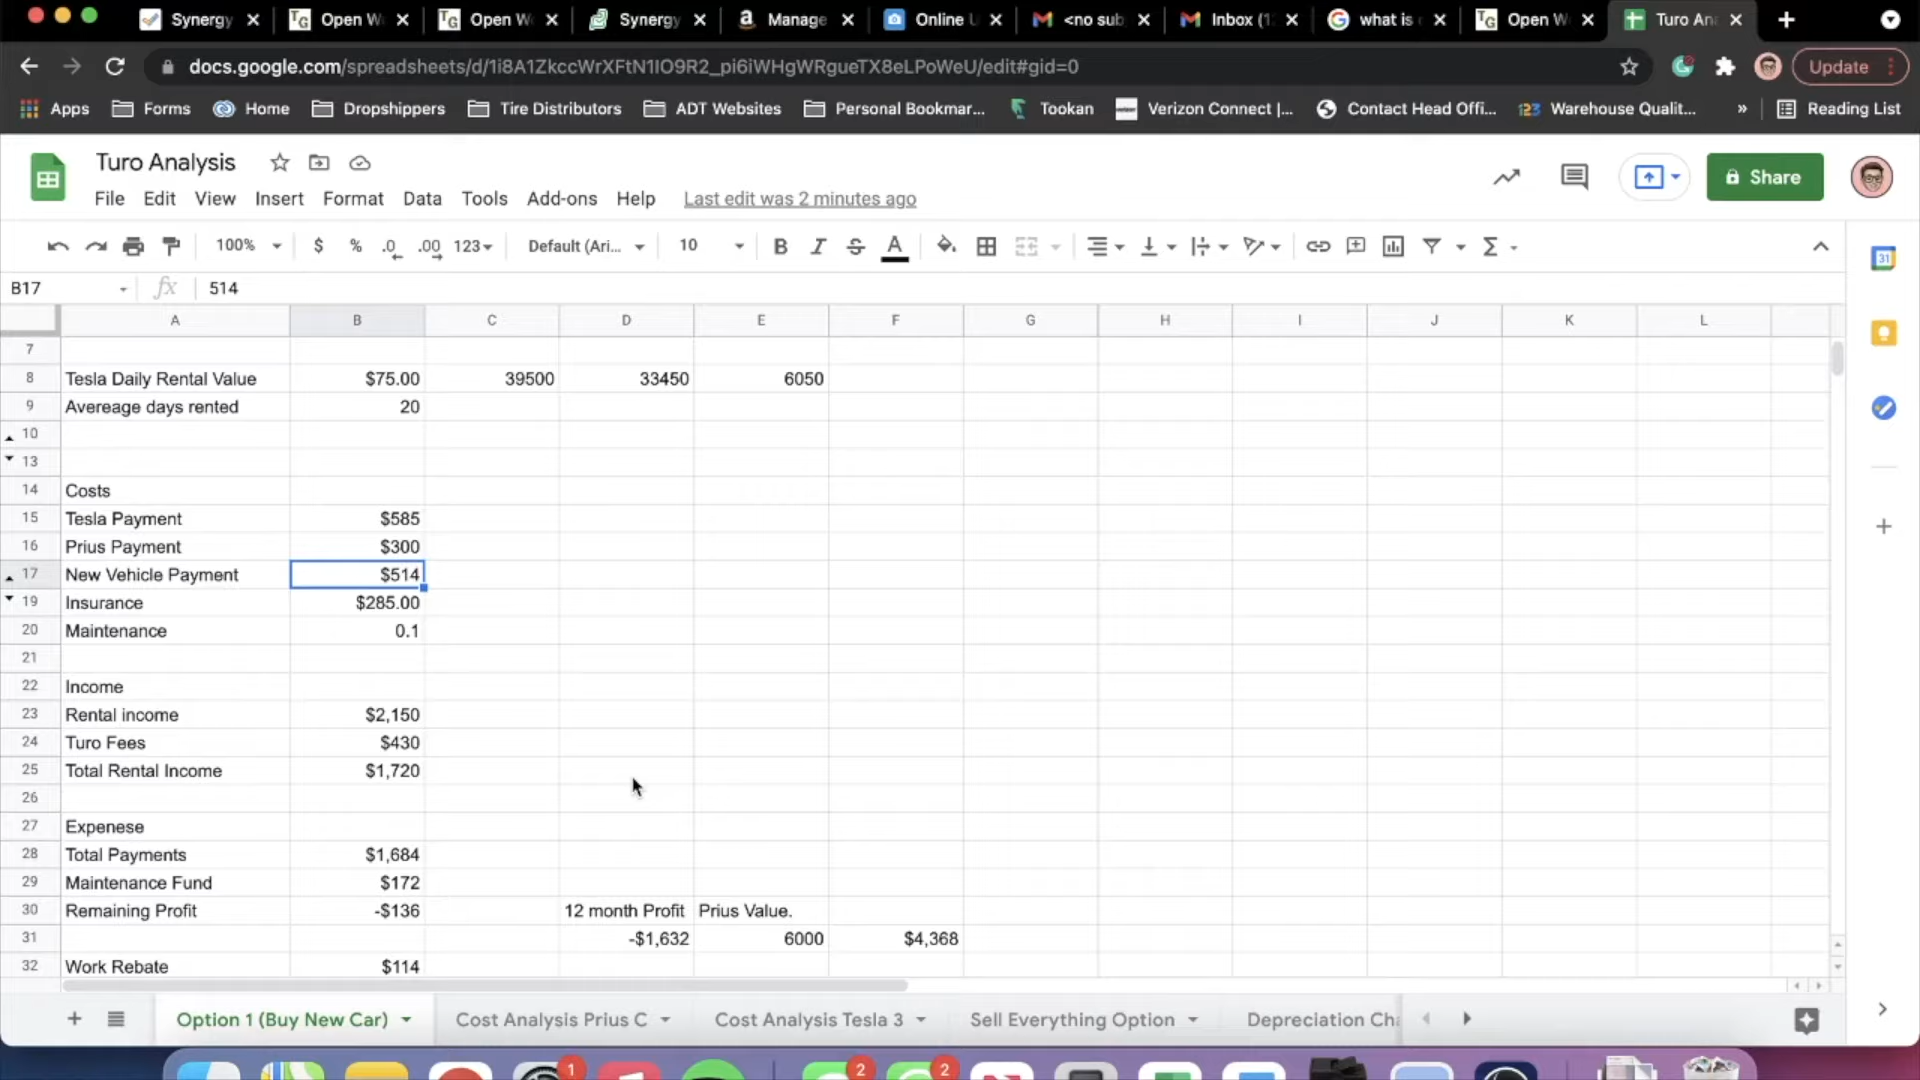 Synergy
Open W
Open W
Synergy
Manage
Online U
<no sub
Inbox (1
what is
Open W
Turo An
docs.google.com/spreadsheets/d/1i8A1ZkccWrXFtN1IO9R2_pi6iWHgWRgueTX8eLPoWeU/edit#gid=0
Update
Apps Forms Home Dropshippers Tire Distributors ADT Websites Personal Bookmar... Tookan Verizon Connect |... Contact Head Offi... 123 Warehouse Qualit... » Reading List
Turo Analysis
File Edit View Insert Format Data Tools Add-ons Help Last edit was 2 minutes ago
Share
100% $ % .0 .00 123 Default (Ari... 10 B I S A Σ
31
B17 fx 514
A B C D E F G H I J K L
7
8 Tesla Daily Rental Value $75.00 39500 33450 6050
9 Avereage days rented 20
10
13
14 Costs
15 Tesla Payment $585
16 Prius Payment $300
17 New Vehicle Payment $514
19 Insurance $285.00
20 Maintenance 0.1
21
22 Income
23 Rental income $2,150
24 Turo Fees $430
25 Total Rental Income $1,720
26
27 Expenese
28 Total Payments $1,684
29 Maintenance Fund $172
30 Remaining Profit -$136 12 month Profit Prius Value.
31 -$1,632 6000 $4,368
32 Work Rebate $114
Option 1 (Buy New Car) Cost Analysis Prius C Cost Analysis Tesla 3 Sell Everything Option Depreciation Cha
1 2 2